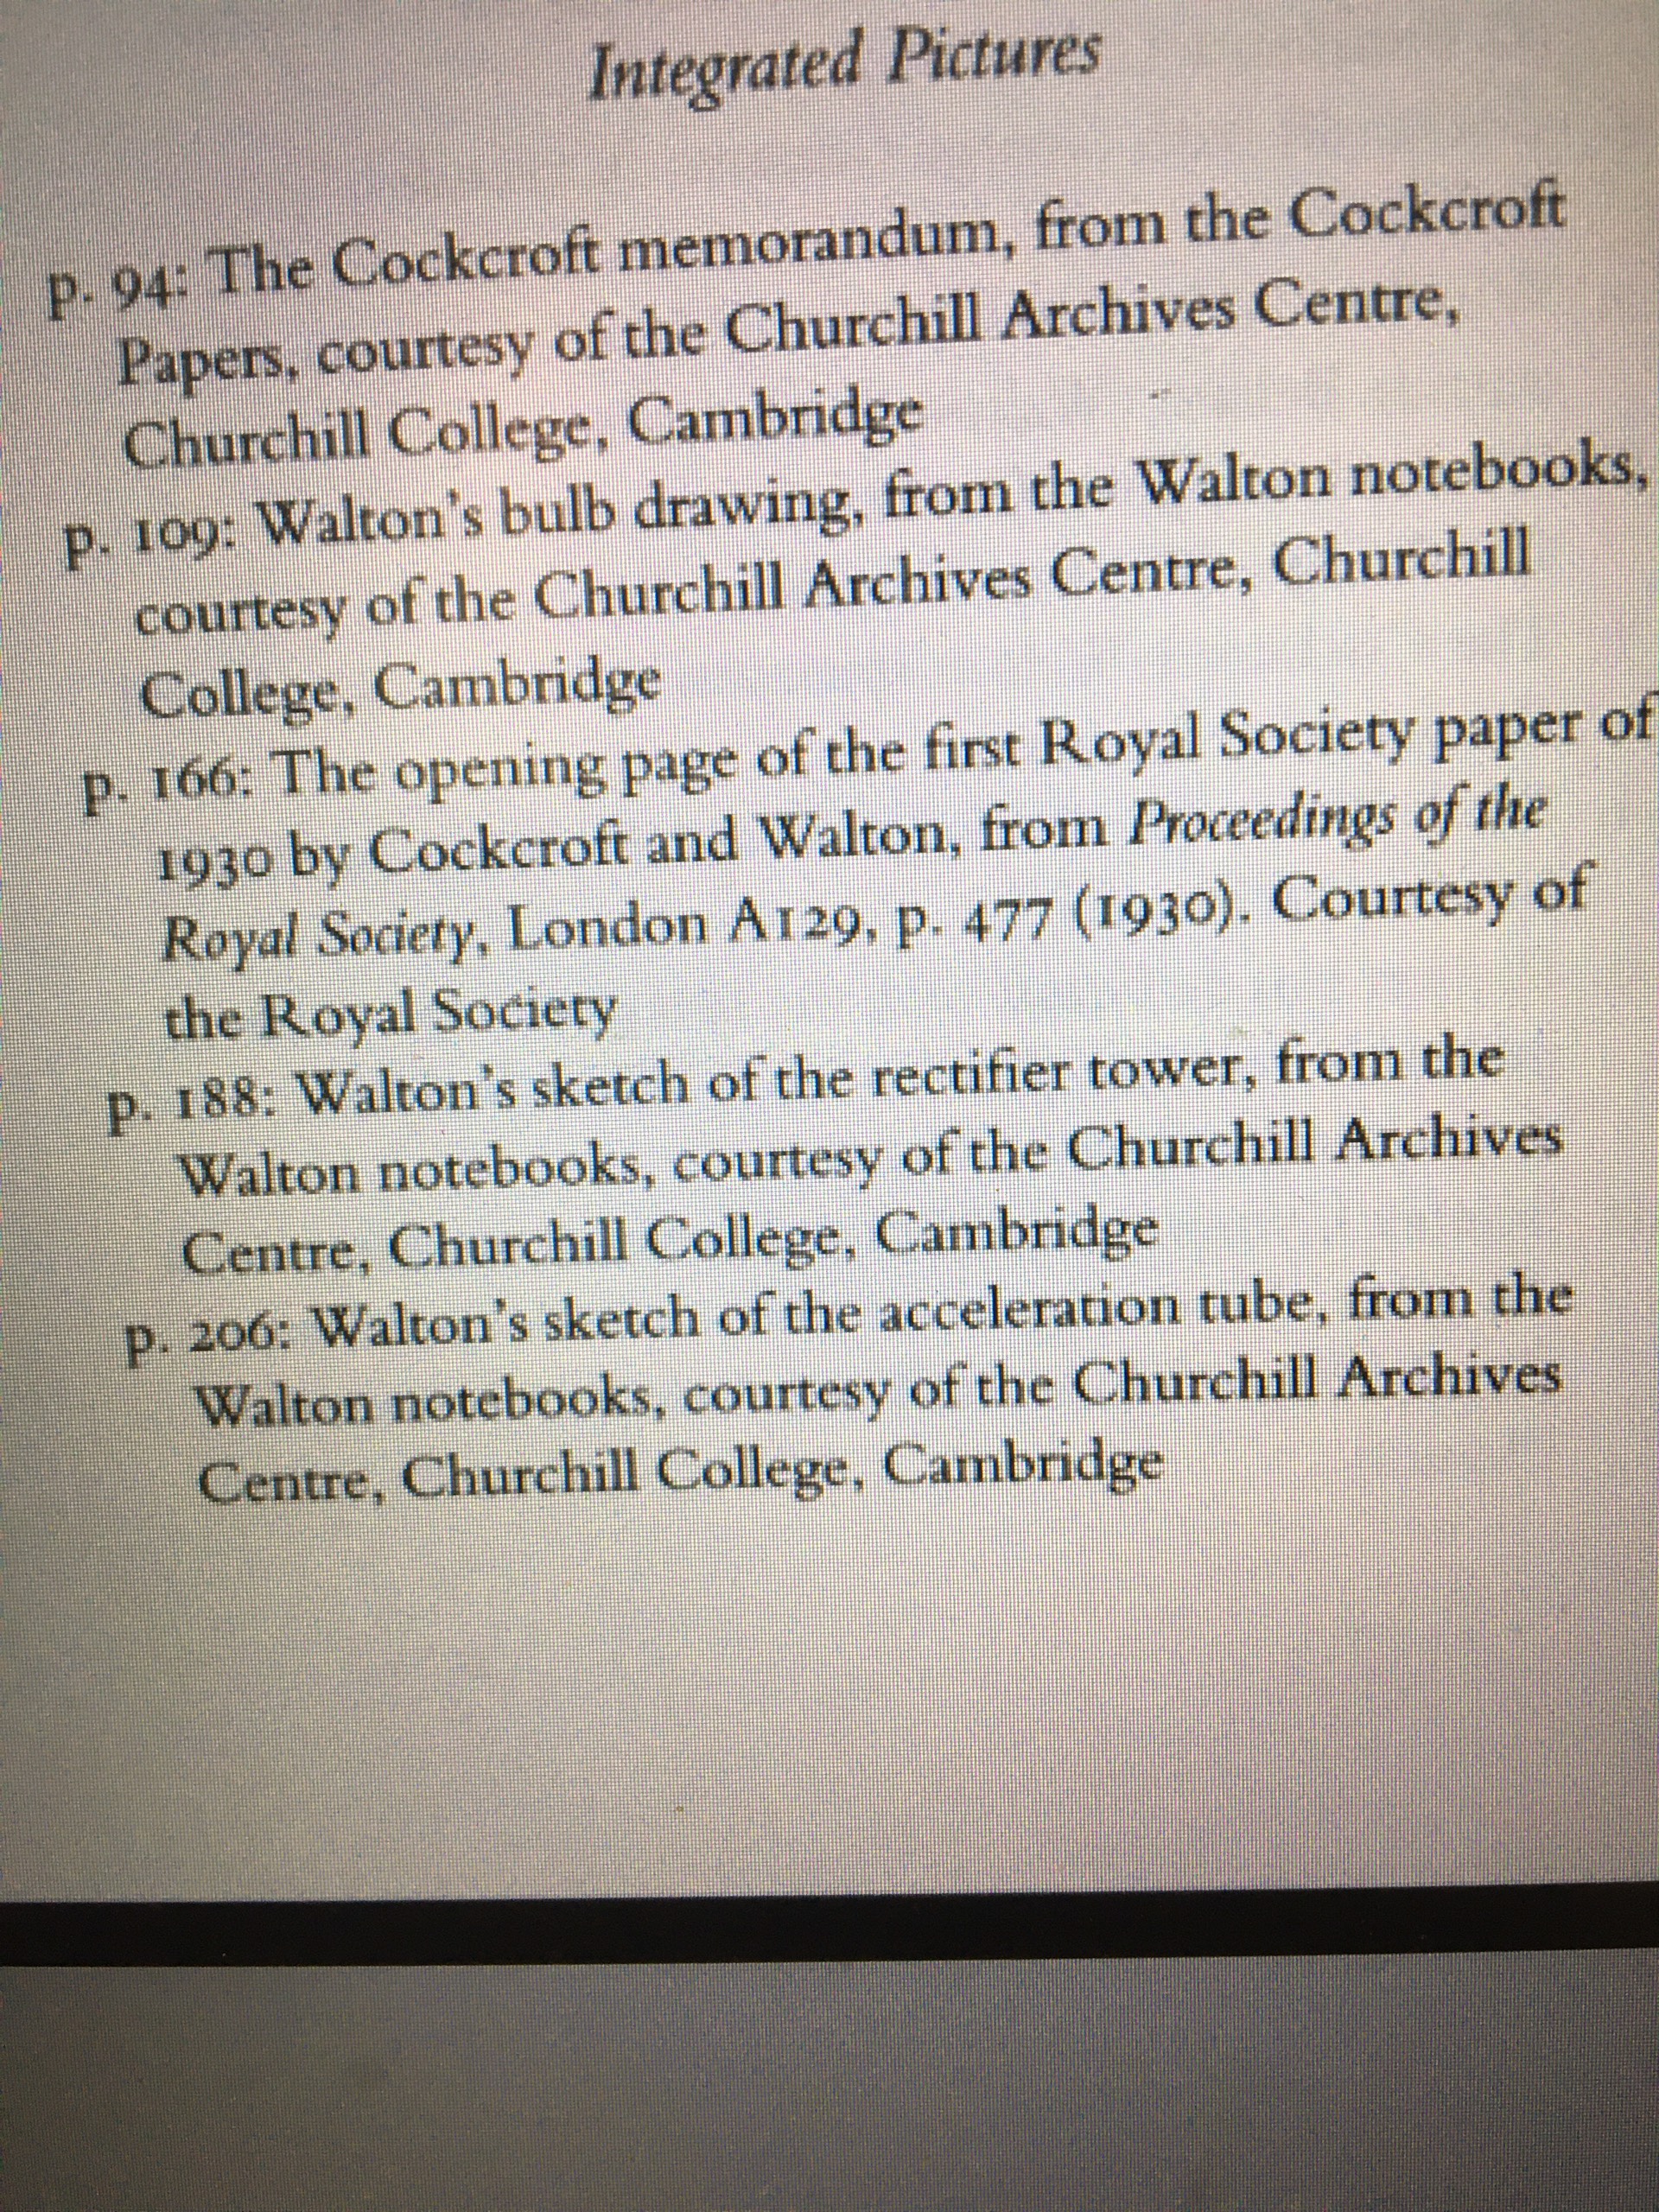 Integrated Pictures
p. 94: The Cockcroft memorandum, from the Cockcroft
Papers, courtesy of the Churchill Archives Centre,
Churchill College, Cambridge
p. 109: Walton's bulb drawing, from the Walton notebooks,
courtesy of the Churchill Archives Centre, Churchill
College, Cambridge
p. 166: The opening page of the first Royal Society paper of
1930 by Cockcroft and Walton, from Proceedings of the
Royal Society, London A129, p. 477 (1930). Courtesy of
the Royal Society
p. 188: Walton's sketch of the rectifier tower, from the
Walton notebooks, courtesy of the Churchill Archives
Centre, Churchill College, Cambridge
p. 206: Walton's sketch of the acceleration tube, from the
Walton notebooks, courtesy of the Churchill Archives
Centre, Churchill College, Cambridge